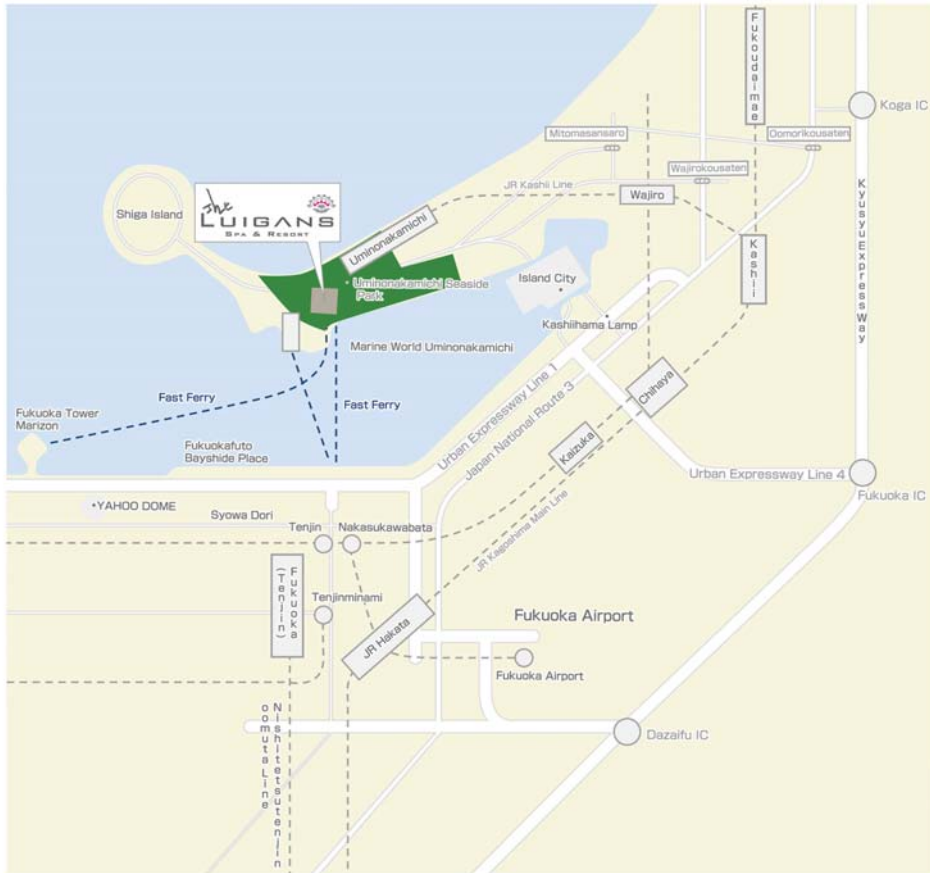 Fukoudaimae
Koga IC
Mitomasansaro
Oomorikousaten
Wajirokousaten
JR Kashii Line
Wajiro
Kyusyu ExpressWay
Shiga Island
The
LUIGANS
SPA & RESORT
Uminonakamichi
Kashii
Uminonakamichi Seaside
Park
Island City
Kashiihama Lamp
Marine World Uminonakamichi
Fast Ferry
Fast Ferry
Chihaya
Fukuoka Tower
Marizon
Urban Expressway Line 1
Japan National Route 3
Fukuokafuto
Bayside Place
Kaizuka
Urban Expressway Line 4
Fukuoka IC
YAHOO DOME
Syowa Dori
Tenjin
Nakasukawabata
JR Kagoshima Main Line
Fukuoka
(Tenjin)
Tenjinminami
JR Hakata
Fukuoka Airport
Fukuoka Airport
Dazaifu IC
Nishitetsutenjin
oomuta Line